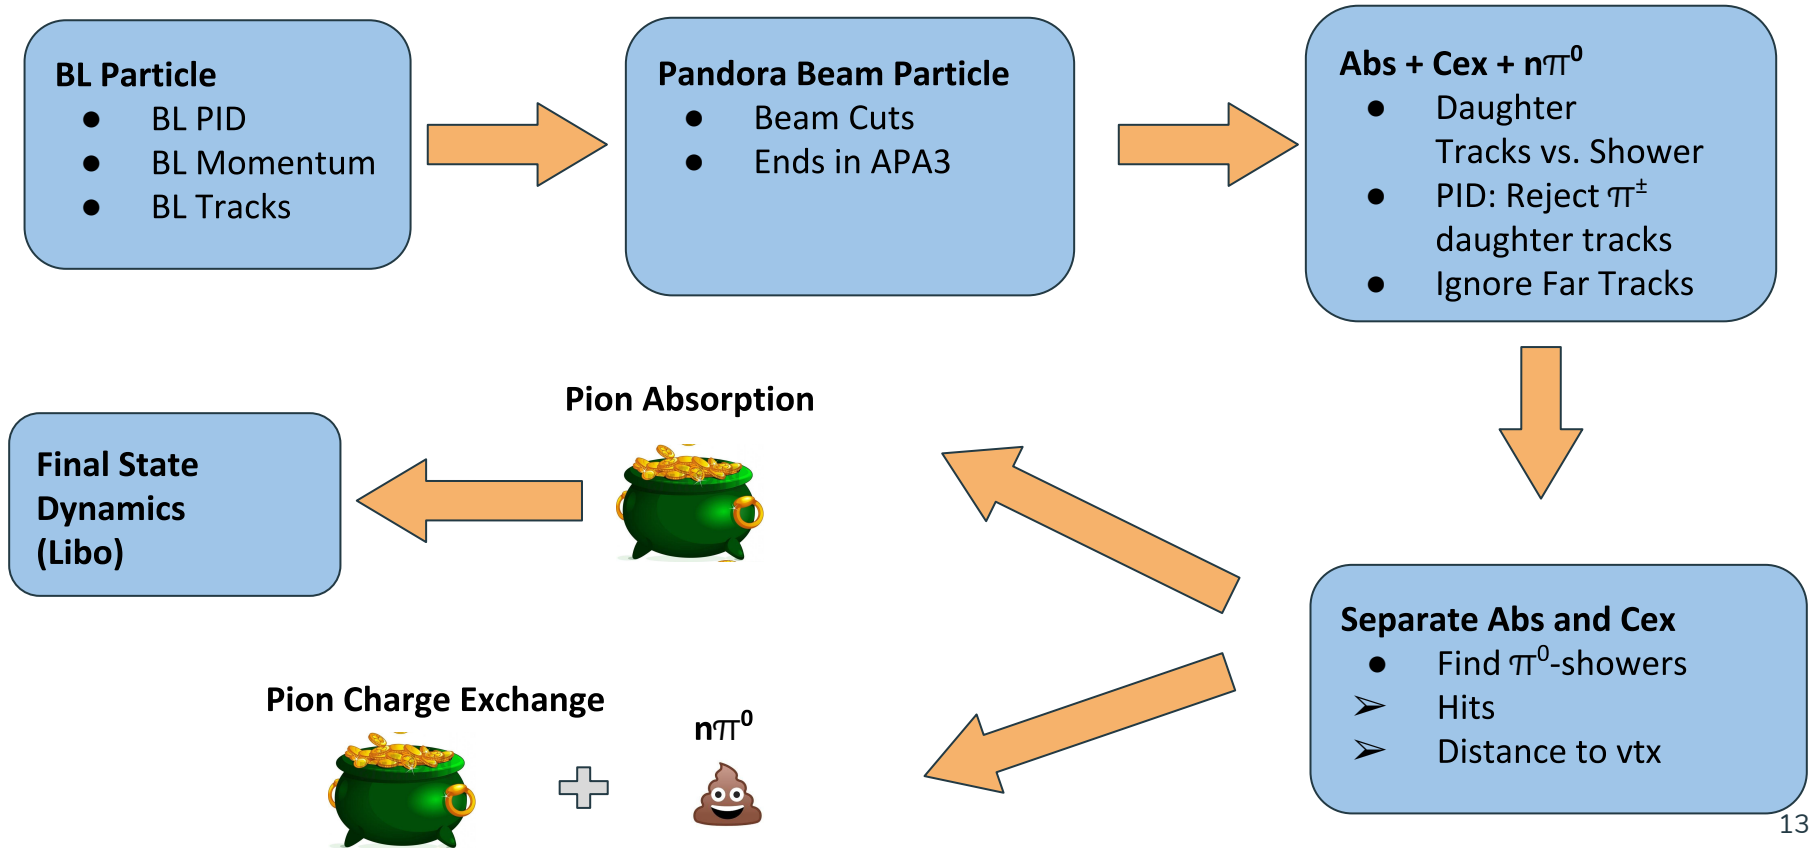 BL Particle
● BL PID
● BL Momentum
● BL Tracks
Pandora Beam Particle
● Beam Cuts
● Ends in APA3
Abs + Cex + nπ⁰
● Daughter
Tracks vs. Shower
● PID: Reject π±
daughter tracks
● Ignore Far Tracks
Pion Absorption
Final State
Dynamics
(Libo)
Separate Abs and Cex
● Find π⁰-showers
➢ Hits
➢ Distance to vtx
Pion Charge Exchange
nπ⁰
13